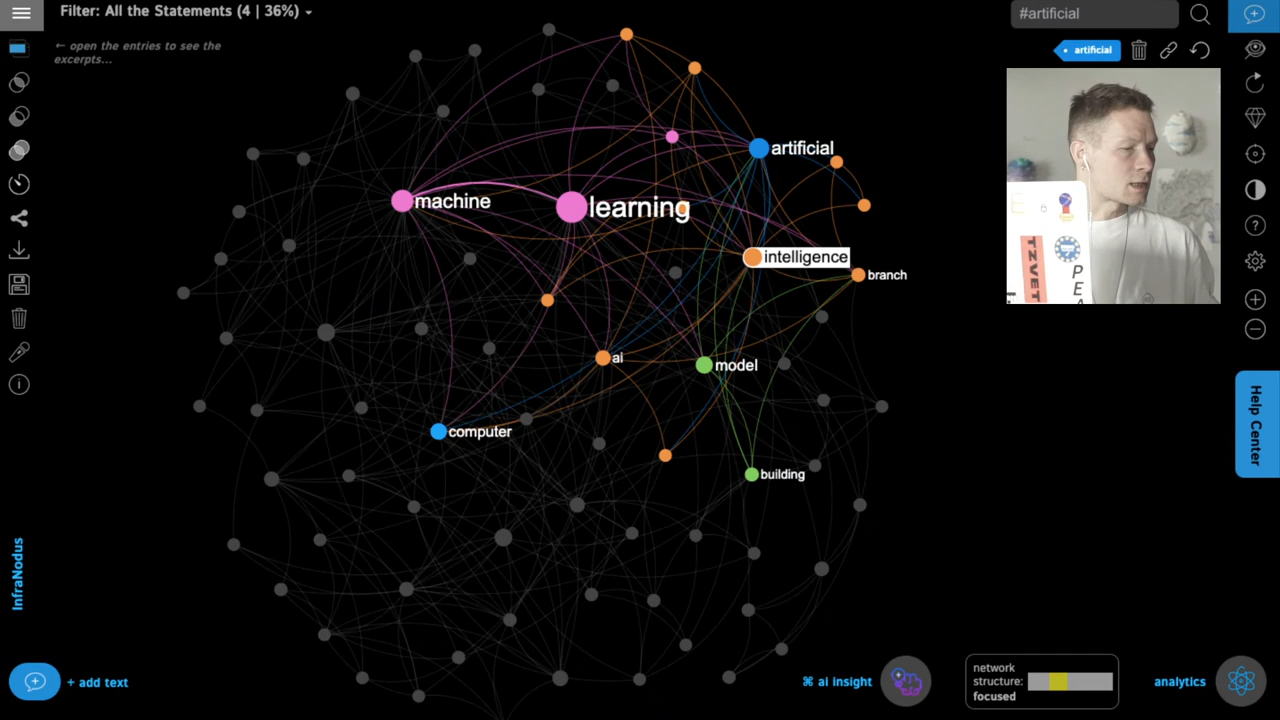 Filter: All the Statements (4 | 36%)
← open the entries to see the
excerpts...
#artificial
• artificial
artificial
machine
learning
intelligence
branch
ai
model
computer
building
TZVET
P
E
Help Center
InfraNodus
+ add text
⌘ ai insight
network
structure:
focused
analytics